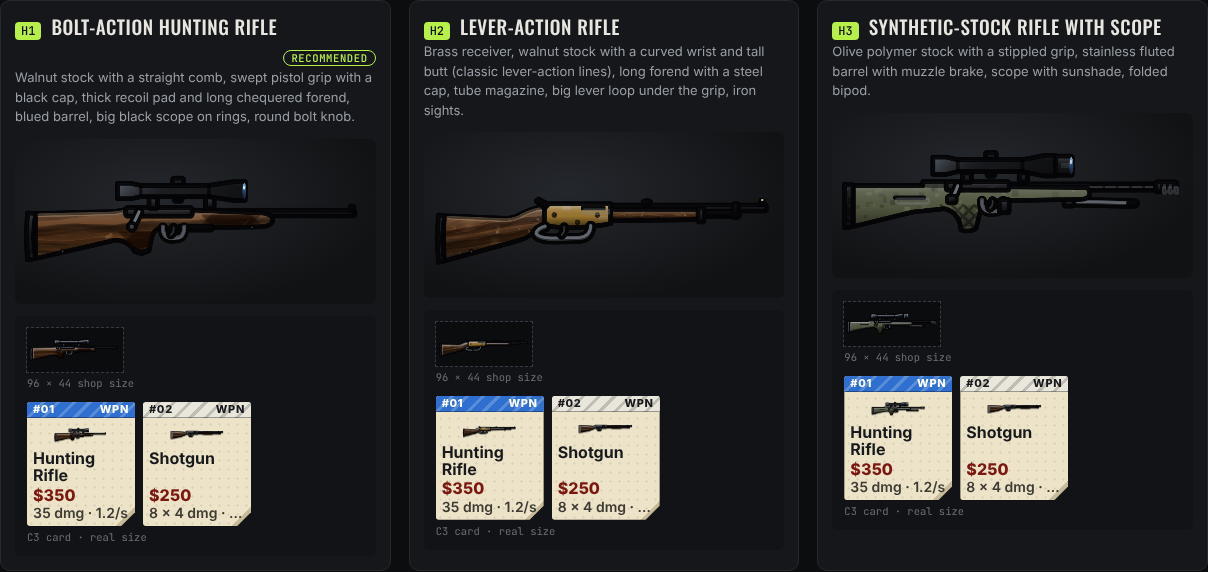 H1 BOLT-ACTION HUNTING RIFLE
RECOMMENDED
Walnut stock with a straight comb, swept pistol grip with a
black cap, thick recoil pad and long chequered forend,
blued barrel, big black scope on rings, round bolt knob.
96 × 44 shop size
#01 WPN
Hunting
Rifle
$350
35 dmg · 1.2/s
#02 WPN
Shotgun
$250
8 × 4 dmg · ...
C3 card · real size
H2 LEVER-ACTION RIFLE
Brass receiver, walnut stock with a curved wrist and tall
butt (classic lever-action lines), long forend with a steel
cap, tube magazine, big lever loop under the grip, iron
sights.
96 × 44 shop size
#01 WPN
Hunting
Rifle
$350
35 dmg · 1.2/s
#02 WPN
Shotgun
$250
8 × 4 dmg · ...
C3 card · real size
H3 SYNTHETIC-STOCK RIFLE WITH SCOPE
Olive polymer stock with a stippled grip, stainless fluted
barrel with muzzle brake, scope with sunshade, folded
bipod.
96 × 44 shop size
#01 WPN
Hunting
Rifle
$350
35 dmg · 1.2/s
#02 WPN
Shotgun
$250
8 × 4 dmg · ...
C3 card · real size